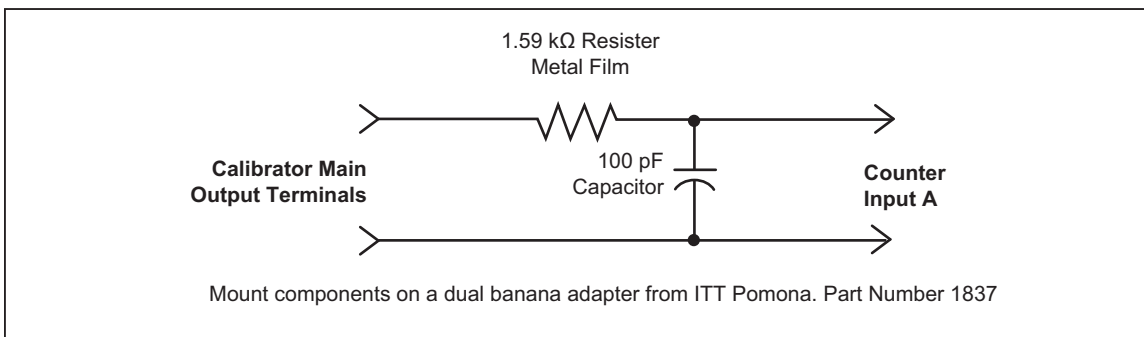 1.59 kΩ Resister
Metal Film
Calibrator Main
Output Terminals
100 pF
Capacitor
Counter
Input A
Mount components on a dual banana adapter from ITT Pomona. Part Number 1837